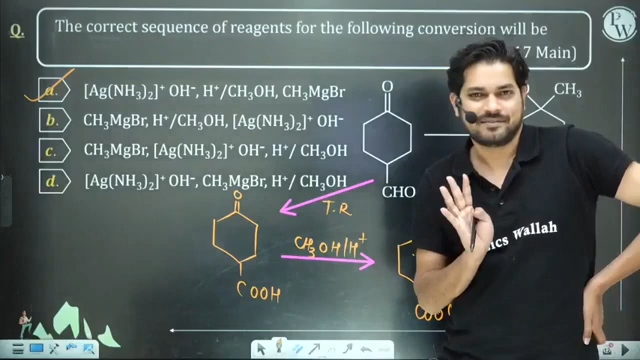 Q. The correct sequence of reagents for the following conversion will be
17 Main)
PW
a. [Ag(NH₃)₂]⁺ OH⁻, H⁺/CH₃OH, CH₃MgBr
b. CH₃MgBr, H⁺/CH₃OH, [Ag(NH₃)₂]⁺ OH⁻
c. CH₃MgBr, [Ag(NH₃)₂]⁺ OH⁻, H⁺/ CH₃OH
d. [Ag(NH₃)₂]⁺ OH⁻, CH₃MgBr, H⁺/ CH₃OH
O
CH₃
CHO
T.R
O
CH₃OH/H⁺
COOH
COO
ics Wallah